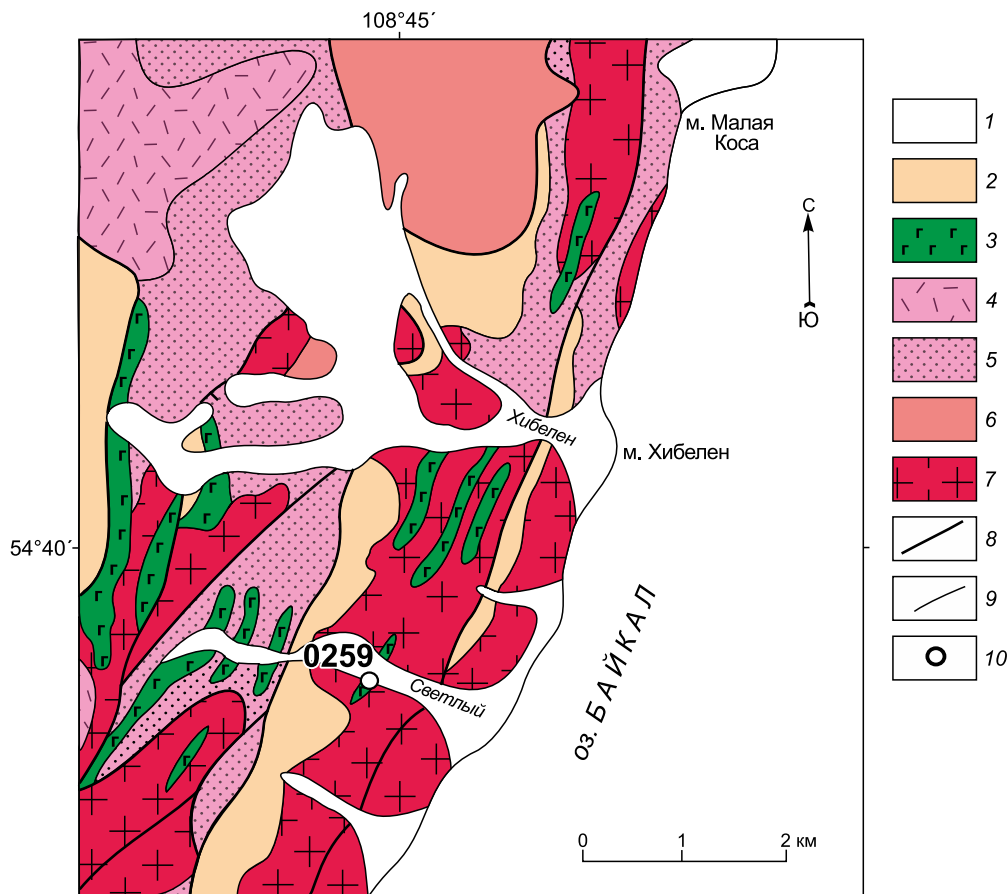 108°45´
м. Малая
Коса
С
Ю
Хибелен
м. Хибелен
54°40´
0259
Светлый
оз. БАЙКАЛ
0 1 2 км
1
2
3
4
5
6
7
8
9
10